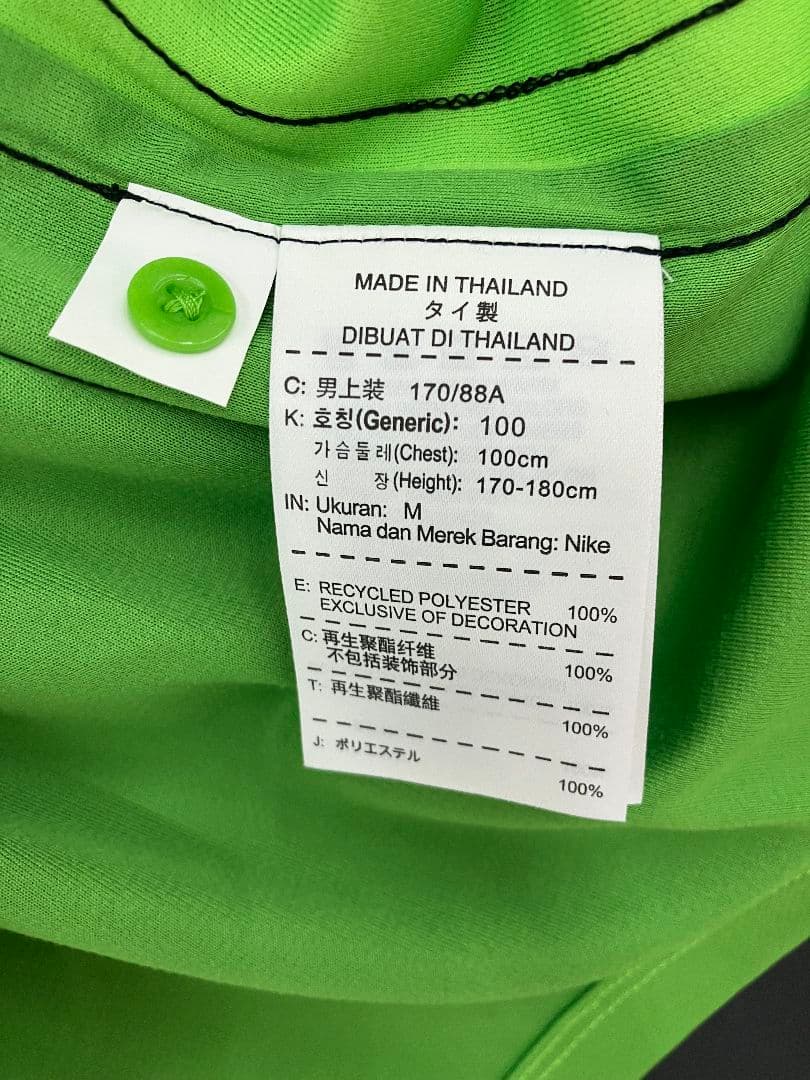 MADE IN THAILAND
タイ製
DIBUAT DI THAILAND
C: 男上装 170/88A
K: 호칭(Generic): 100
가슴둘레(Chest): 100cm
신 장(Height): 170-180cm
IN: Ukuran: M
Nama dan Merek Barang: Nike
E: RECYCLED POLYESTER 100%
EXCLUSIVE OF DECORATION
C: 再生聚酯纤维
不包括装饰部分 100%
T: 再生聚酯纖維
100%
J: ポリエステル
100%